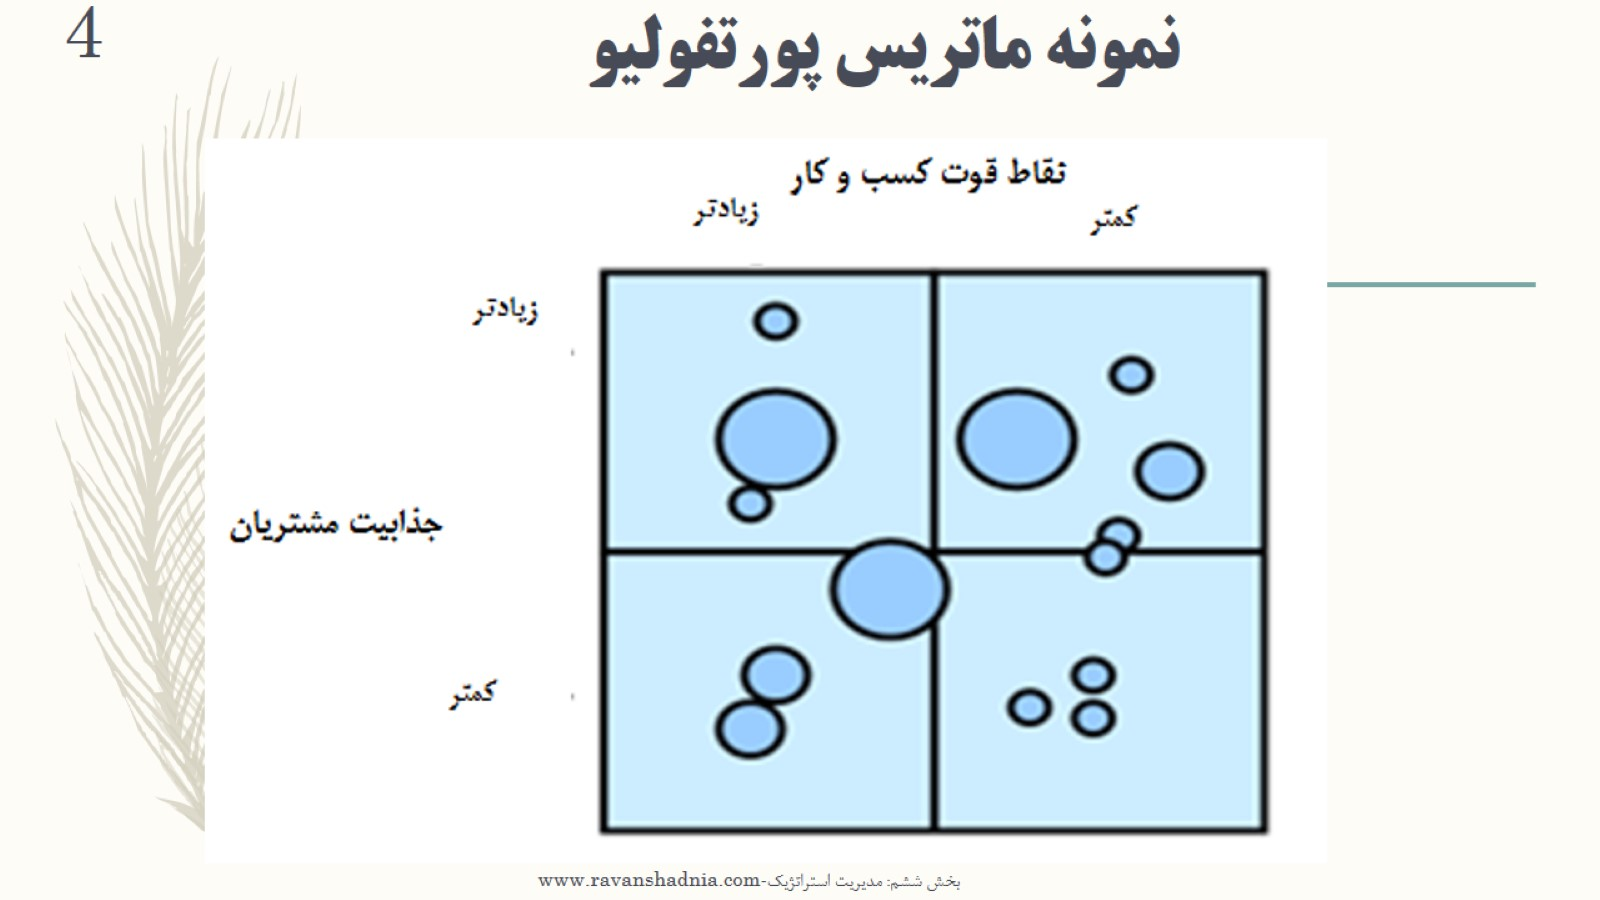 4
نمونه ماتریس پورتفولیو
نقاط قوت کسب و کار
زیادتر
کمتر
زیادتر
جذابیت مشتریان
کمتر
بخش ششم: مدیریت استراتژیک-www.ravanshadnia.com